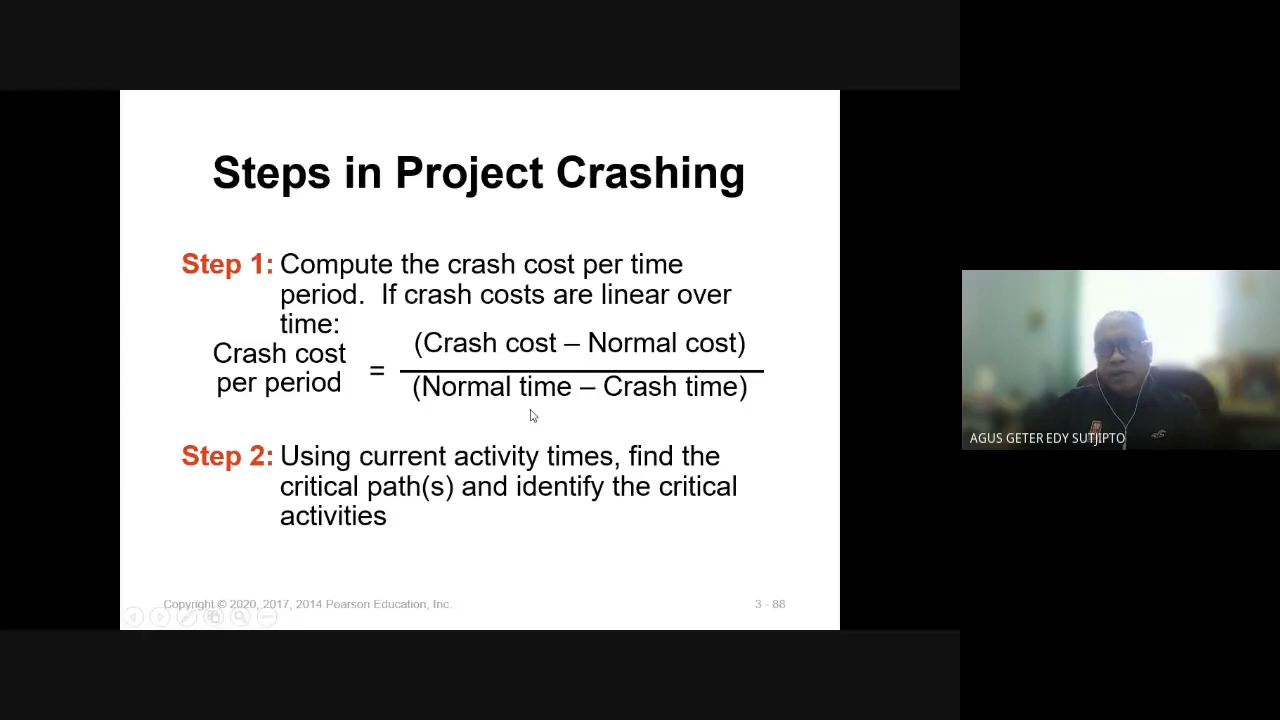 Steps in Project Crashing
Step 1: Compute the crash cost per time
period. If crash costs are linear over
time:
Crash cost
per period
=
(Crash cost – Normal cost)
(Normal time – Crash time)
Step 2: Using current activity times, find the
critical path(s) and identify the critical
activities
Copyright © 2020, 2017, 2014 Pearson Education, Inc.
3 - 88
AGUS GETER EDY SUTJIPTO